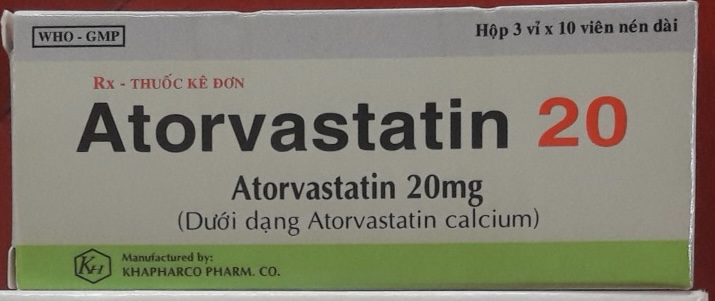 WHO - GMP
Hộp 3 vỉ x 10 viên nén dài
Rx - THUỐC KÊ ĐƠN
Atorvastatin 20
Atorvastatin 20mg
(Dưới dạng Atorvastatin calcium)
KH
Manufactured by:
KHAPHARCO PHARM. CO.